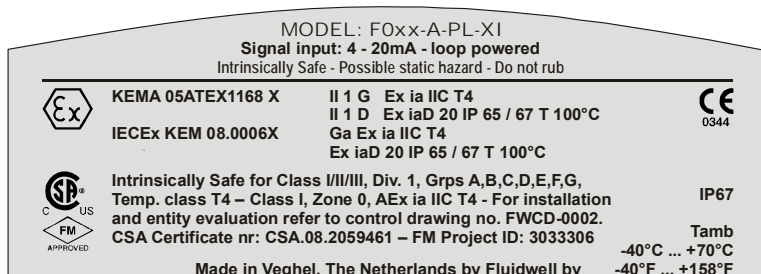 MODEL: F0xx-A-PL-XI
Signal input: 4 - 20mA - loop powered
Intrinsically Safe - Possible static hazard - Do not rub
Ex
KEMA 05ATEX1168 X II 1 G Ex ia IIC T4
II 1 D Ex iaD 20 IP 65 / 67 T 100°C
CE
0344
IECEx KEM 08.0006X Ga Ex ia IIC T4
Ex iaD 20 IP 65 / 67 T 100°C
SA ®
C US
FM
APPROVED
Intrinsically Safe for Class I/II/III, Div. 1, Grps A,B,C,D,E,F,G,
Temp. class T4 – Class I, Zone 0, AEx ia IIC T4 - For installation
and entity evaluation refer to control drawing no. FWCD-0002.
CSA Certificate nr: CSA.08.2059461 – FM Project ID: 3033306
IP67
Tamb
-40°C ... +70°C
-40°F ... +158°F
Made in Veghel, The Netherlands by Fluidwell bv